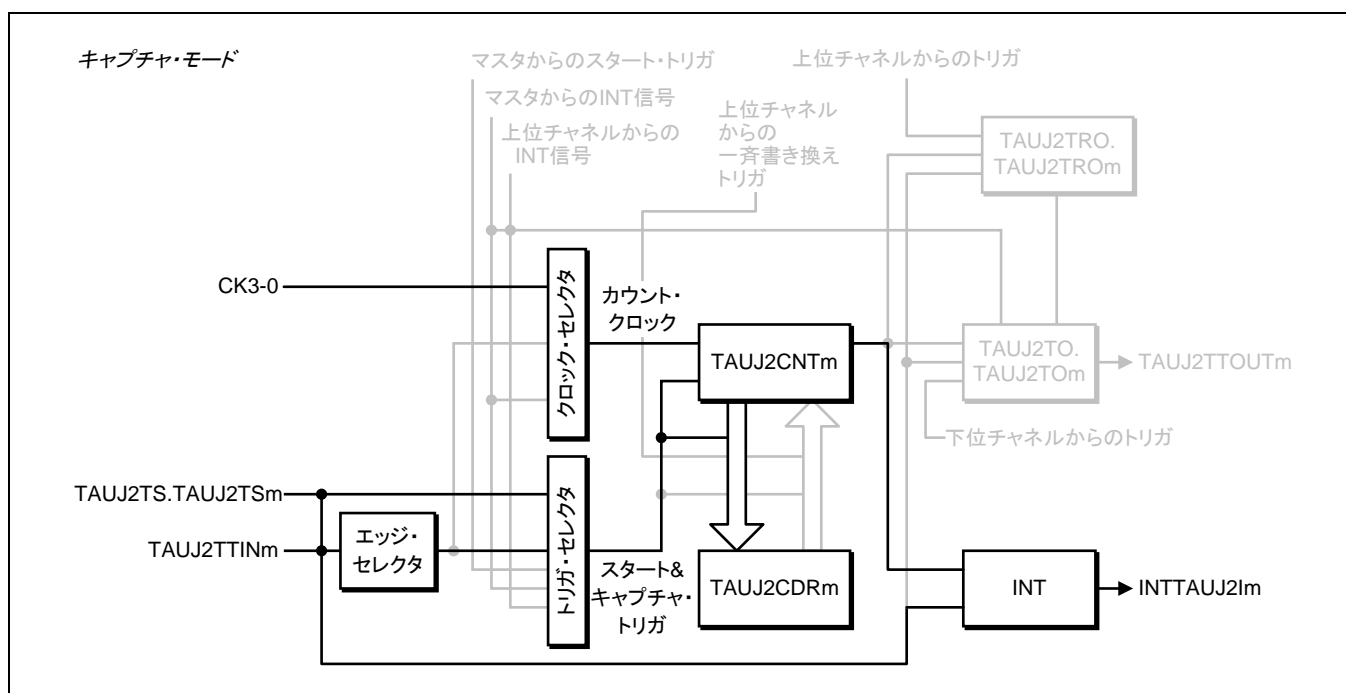 キャプチャ・モード
マスタからのスタート・トリガ
マスタからのINT信号
上位チャネルからの
INT信号
上位チャネル
からの
一斉書き換え
トリガ
上位チャネルからのトリガ
TAUJ2TRO.
TAUJ2TROm
CK3-0
クロック・セレクタ
カウント・
クロック
TAUJ2CNTm
TAUJ2TO.
TAUJ2TOm
TAUJ2TTOUTm
下位チャネルからのトリガ
TAUJ2TS.TAUJ2TSm
TAUJ2TTINm
エッジ・
セレクタ
トリガ・セレクタ
スタート&
キャプチャ・
トリガ
TAUJ2CDRm
INT
INTTAUJ2Im